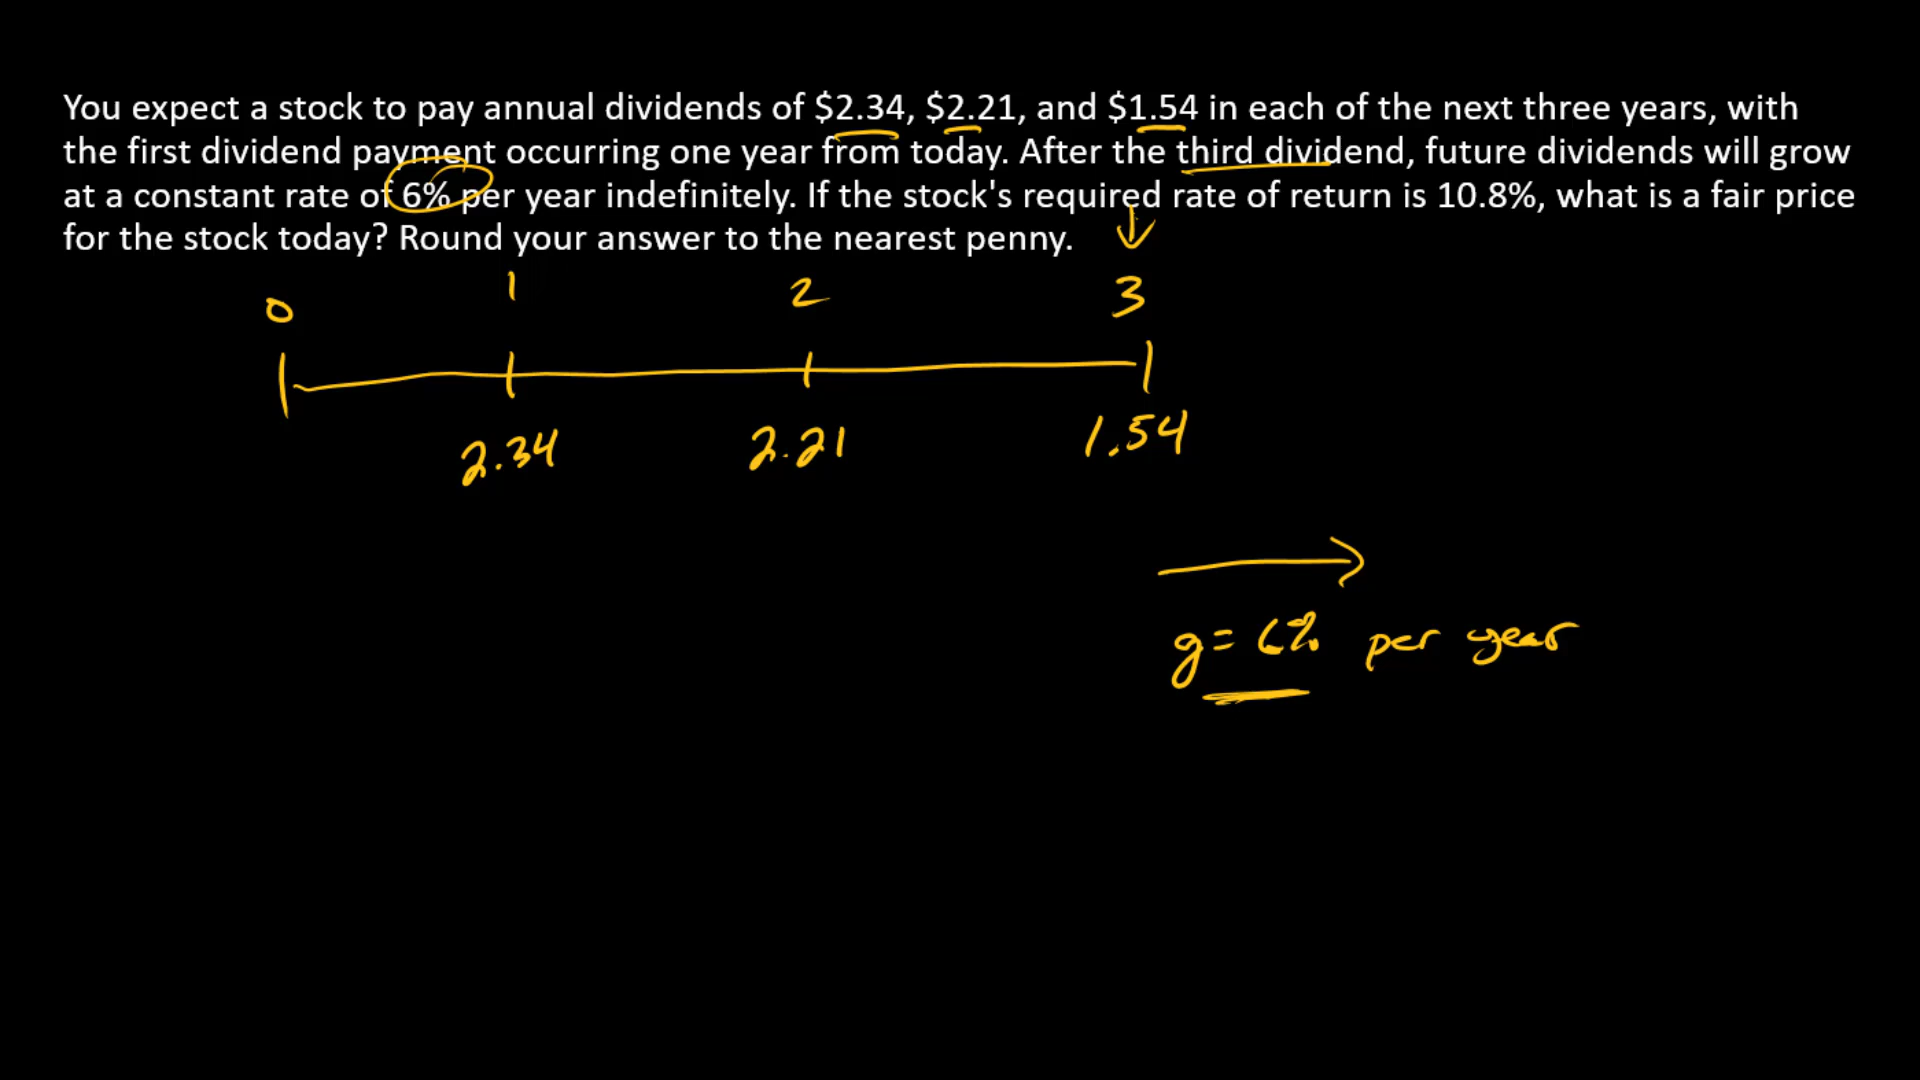 You expect a stock to pay annual dividends of $2.34, $2.21, and $1.54 in each of the next three years, with
the first dividend payment occurring one year from today. After the third dividend, future dividends will grow
at a constant rate of 6% per year indefinitely. If the stock's required rate of return is 10.8%, what is a fair price
for the stock today? Round your answer to the nearest penny.
0 1 2 3
2.34 2.21 1.54
g = 6% per year